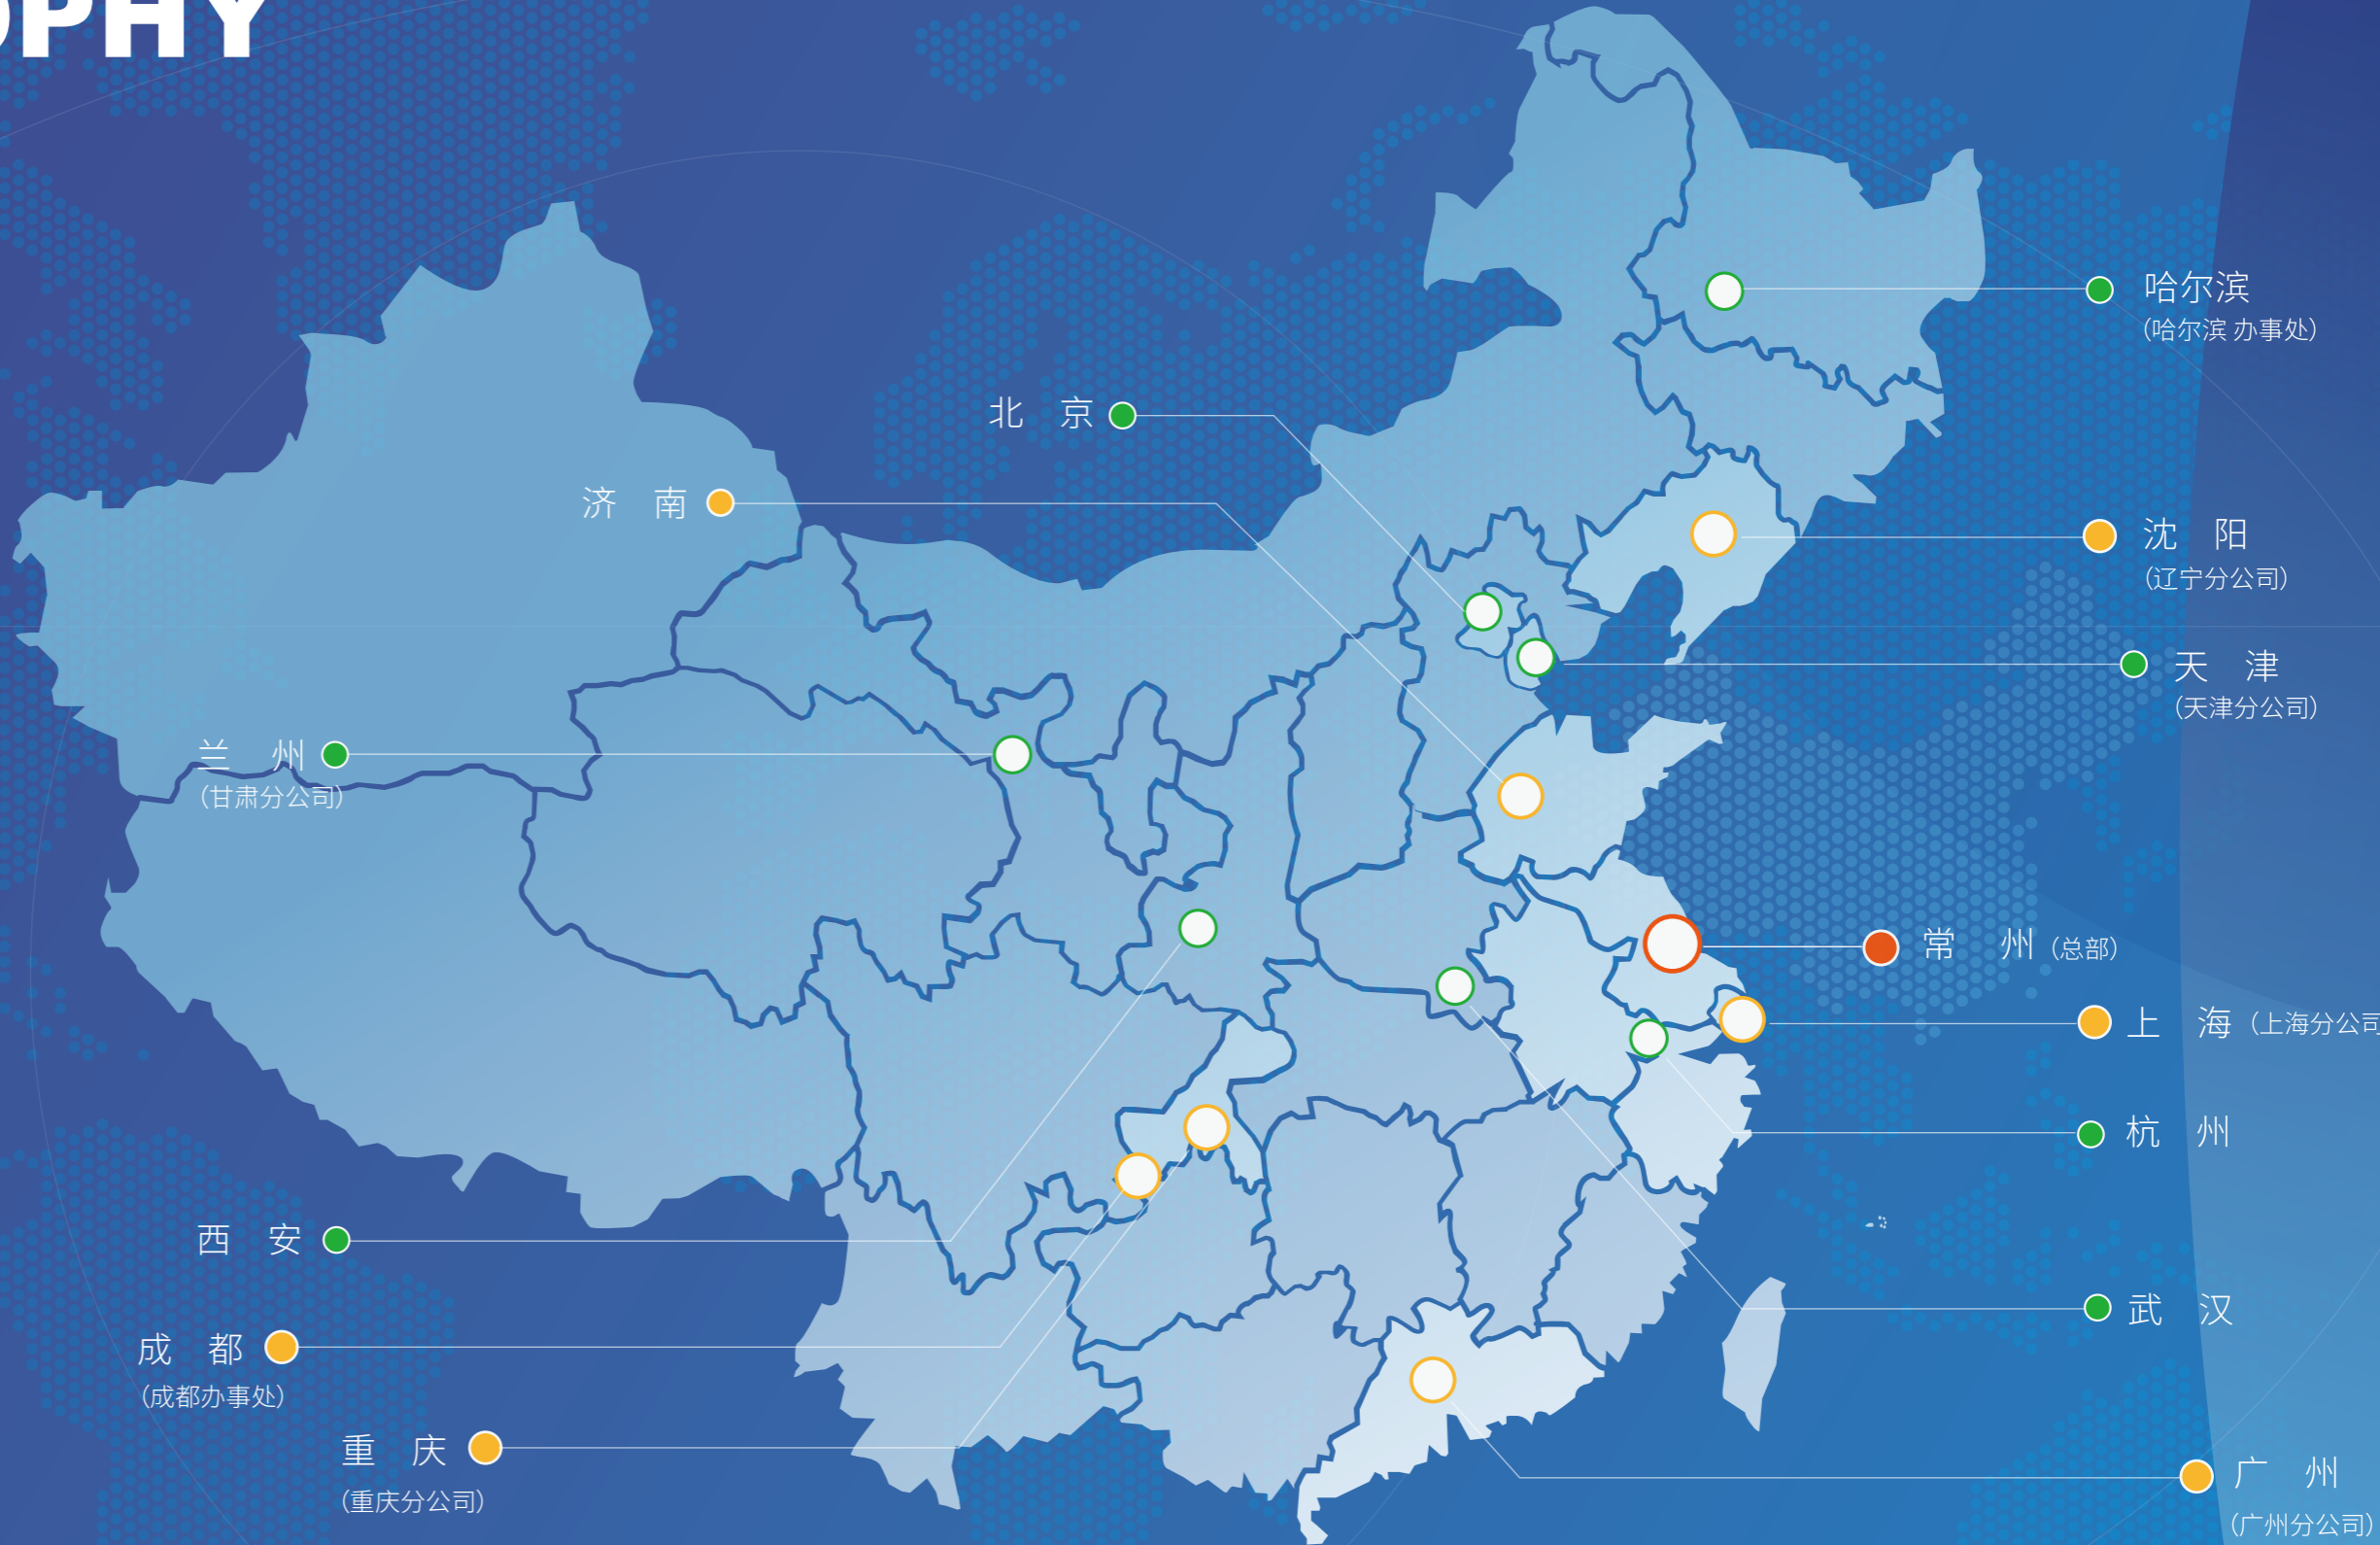 OPHY
哈尔滨
（哈尔滨 办事处）
北 京
济 南
沈 阳
（辽宁分公司）
天 津
（天津分公司）
兰 州
（甘肃分公司）
常 州（总部）
上 海（上海分公司
杭 州
西 安
武 汉
成 都
（成都办事处）
重 庆
（重庆分公司）
广 州
（广州分公司）